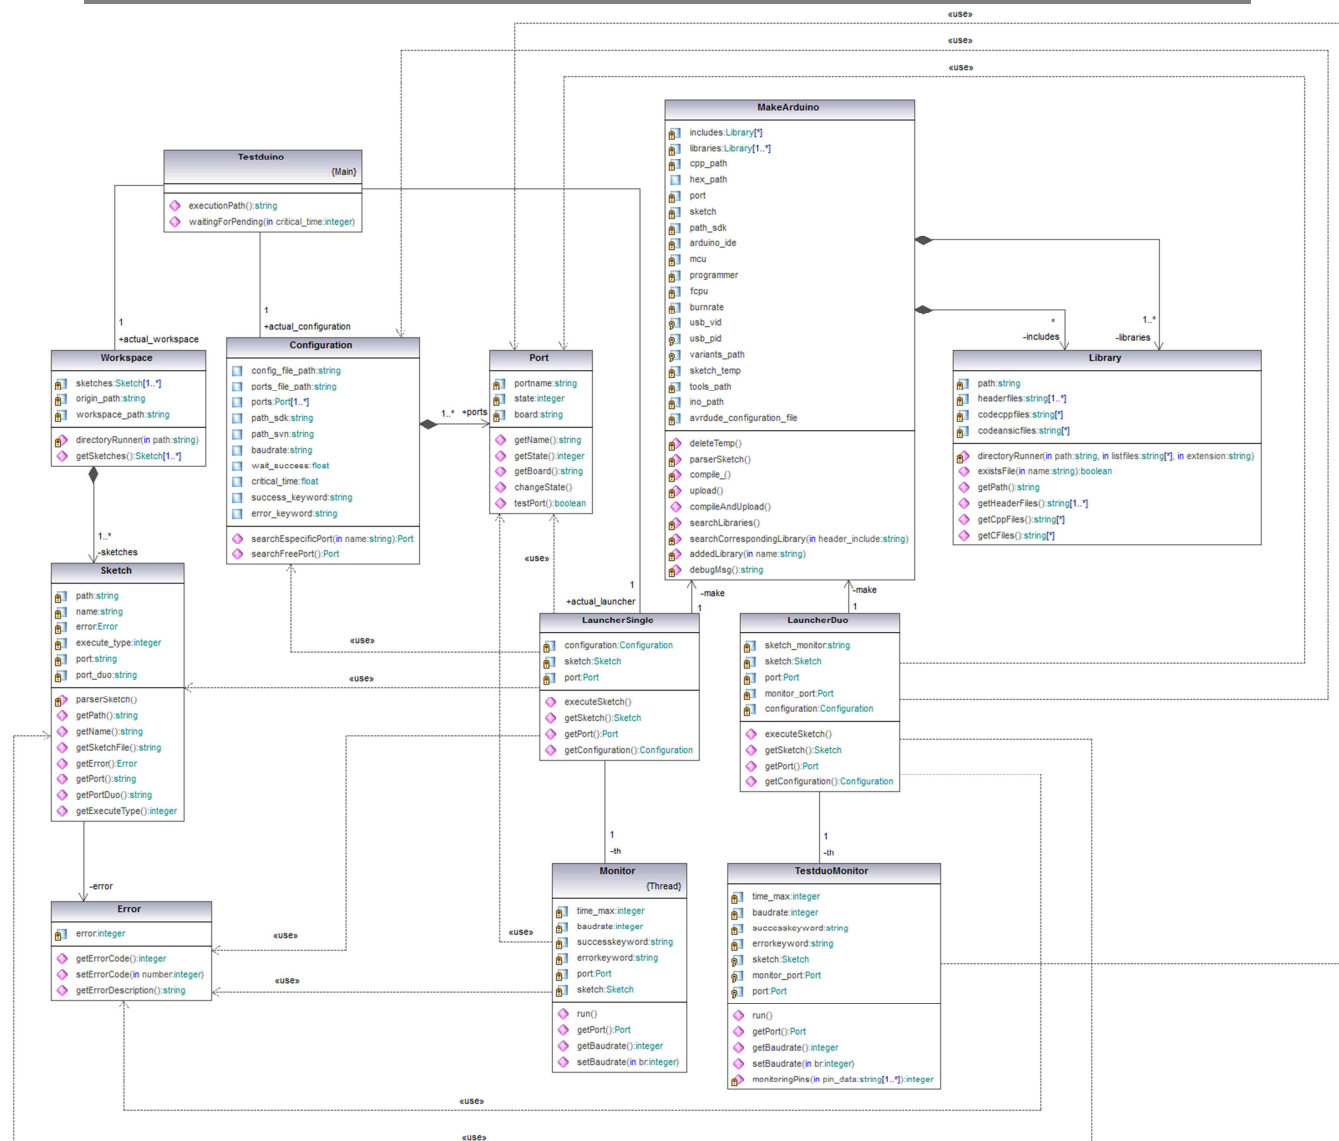 «use»
«use»
«use»
MakeArduino
includes:Library[*]
libraries:Library[1..*]
cpp_path
hex_path
port
sketch
path_sdk
arduino_ide
mcu
programmer
fcpu
burnrate
usb_vid
usb_pid
variants_path
sketch_temp
tools_path
ino_path
avrdude_configuration_file
deleteTemp()
parserSketch()
compile_()
upload()
compileAndUpload()
searchLibraries()
searchCorrespondingLibrary(in header_include:string)
addedLibrary(in name:string)
debugMsg():string
Testduino
{Main}
executionPath():string
waitingForPending(in critical_time:integer)
1
+actual_workspace
1
+actual_configuration
*
-includes
1..*
-libraries
Workspace
sketches:Sketch[1..*]
origin_path:string
workspace_path:string
directoryRunner(in path:string)
getSketches():Sketch[1..*]
Configuration
config_file_path:string
ports_file_path:string
ports:Port[1..*]
path_sdk:string
path_svn:string
baudrate:string
wait_success:float
critical_time:float
success_keyword:string
error_keyword:string
searchEspecificPort(in name:string):Port
searchFreePort():Port
1..* +ports
Port
portname:string
state:integer
board:string
getName():string
getState():integer
getBoard():string
changeState()
testPort():boolean
Library
path:string
headerfiles:string[1..*]
codecppfiles:string[*]
codeansicfiles:string[*]
directoryRunner(in path:string, in listfiles:string[*], in extension:string)
existsFile(in name:string):boolean
getPath():string
getHeaderFiles():string[1..*]
getCppFiles():string[*]
getCFiles():string[*]
1..*
-sketches
«use»
1
+actual_launcher
-make
1
-make
1
Sketch
path:string
name:string
error:Error
execute_type:integer
port:string
port_duo:string
parserSketch()
getPath():string
getName():string
getSketchFile():string
getError():Error
getPort():string
getPortDuo():string
getExecuteType():integer
«use»
«use»
LauncherSingle
configuration:Configuration
sketch:Sketch
port:Port
executeSketch()
getSketch():Sketch
getPort():Port
getConfiguration():Configuration
LauncherDuo
sketch_monitor:string
sketch:Sketch
port:Port
monitor_port:Port
configuration:Configuration
executeSketch()
getSketch():Sketch
getPort():Port
getConfiguration():Configuration
1
-th
1
-th
-error
Error
error:integer
getErrorCode():integer
setErrorCode(in number:integer)
getErrorDescription():string
«use»
«use»
«use»
Monitor
{Thread}
time_max:integer
baudrate:integer
successkeyword:string
errorkeyword:string
port:Port
sketch:Sketch
run()
getPort():Port
getBaudrate():integer
setBaudrate(in br:integer)
TestduoMonitor
time_max:integer
baudrate:integer
successkeyword:string
errorkeyword:string
sketch:Sketch
monitor_port:Port
port:Port
run()
getPort():Port
getBaudrate():integer
setBaudrate(in br:integer)
monitoringPins(in pin_data:string[1..*]):integer
«use»
«use»